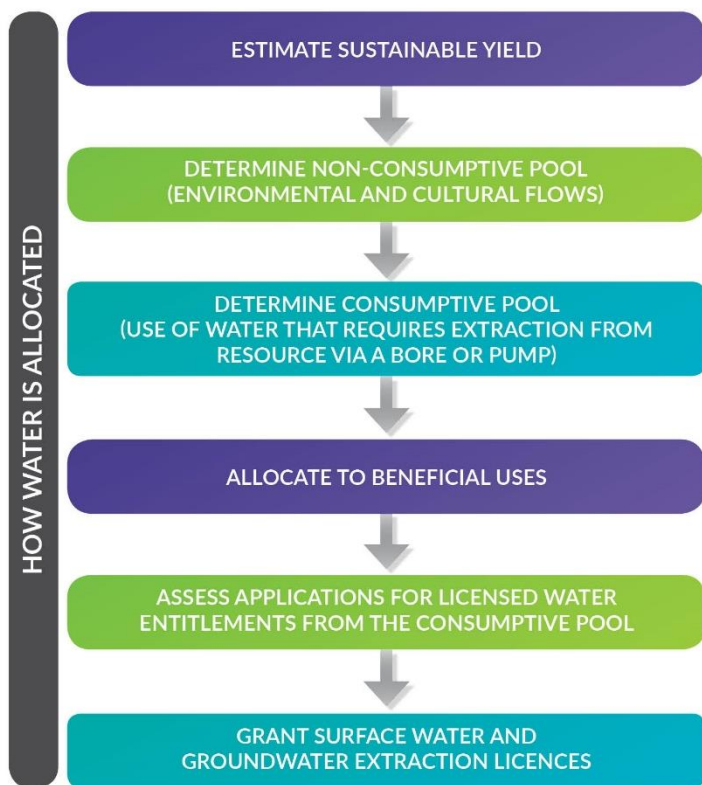 HOW WATER IS ALLOCATED
ESTIMATE SUSTAINABLE YIELD
DETERMINE NON-CONSUMPTIVE POOL
(ENVIRONMENTAL AND CULTURAL FLOWS)
DETERMINE CONSUMPTIVE POOL
(USE OF WATER THAT REQUIRES EXTRACTION FROM
RESOURCE VIA A BORE OR PUMP)
ALLOCATE TO BENEFICIAL USES
ASSESS APPLICATIONS FOR LICENSED WATER
ENTITLEMENTS FROM THE CONSUMPTIVE POOL
GRANT SURFACE WATER AND
GROUNDWATER EXTRACTION LICENCES